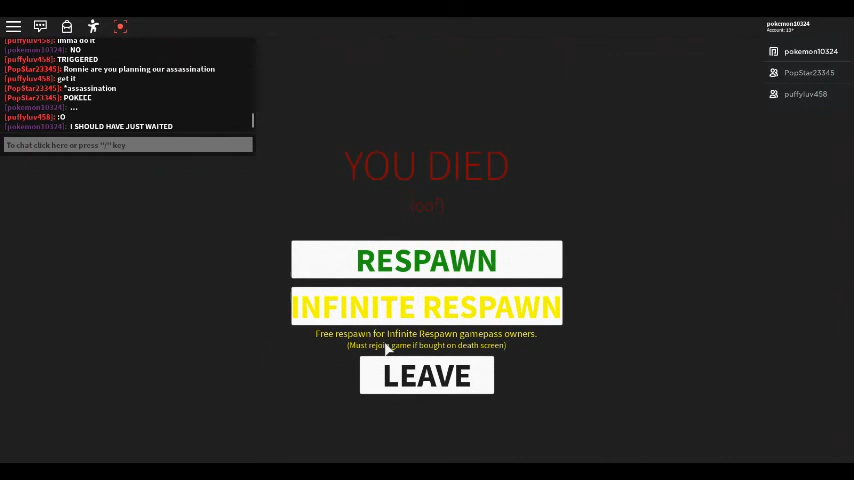 [puffyluv458]: imma do it
[pokemon10324]: NO
[puffyluv458]: TRIGGERED
[PopStar23345]: Ronnie are you planning our assassination
[puffyluv458]: get it
[PopStar23345]: *assassination
[PopStar23345]: POKEEE
[pokemon10324]: ...
[puffyluv458]: :O
[pokemon10324]: I SHOULD HAVE JUST WAITED
To chat click here or press "/" key
pokemon10324
Account: 13+
pokemon10324
PopStar23345
puffyluv458
YOU DIED
(oof)
RESPAWN
INFINITE RESPAWN
Free respawn for Infinite Respawn gamepass owners.
(Must rejoin game if bought on death screen)
LEAVE